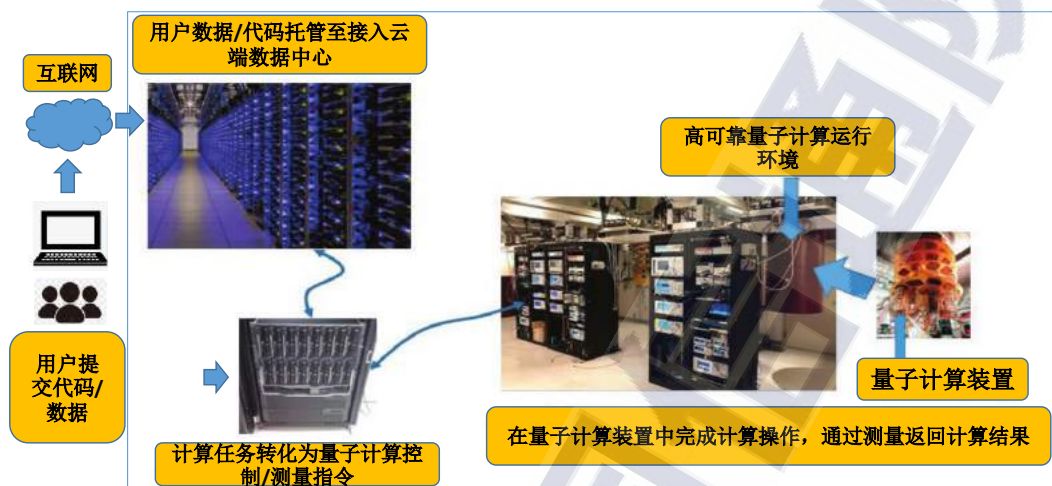 用户数据/代码托管至接入云
端数据中心
互联网
高可靠量子计算运行
环境
用户提
交代码/
数据
量子计算装置
计算任务转化为量子计算控
制/测量指令
在量子计算装置中完成计算操作，通过测量返回计算结果